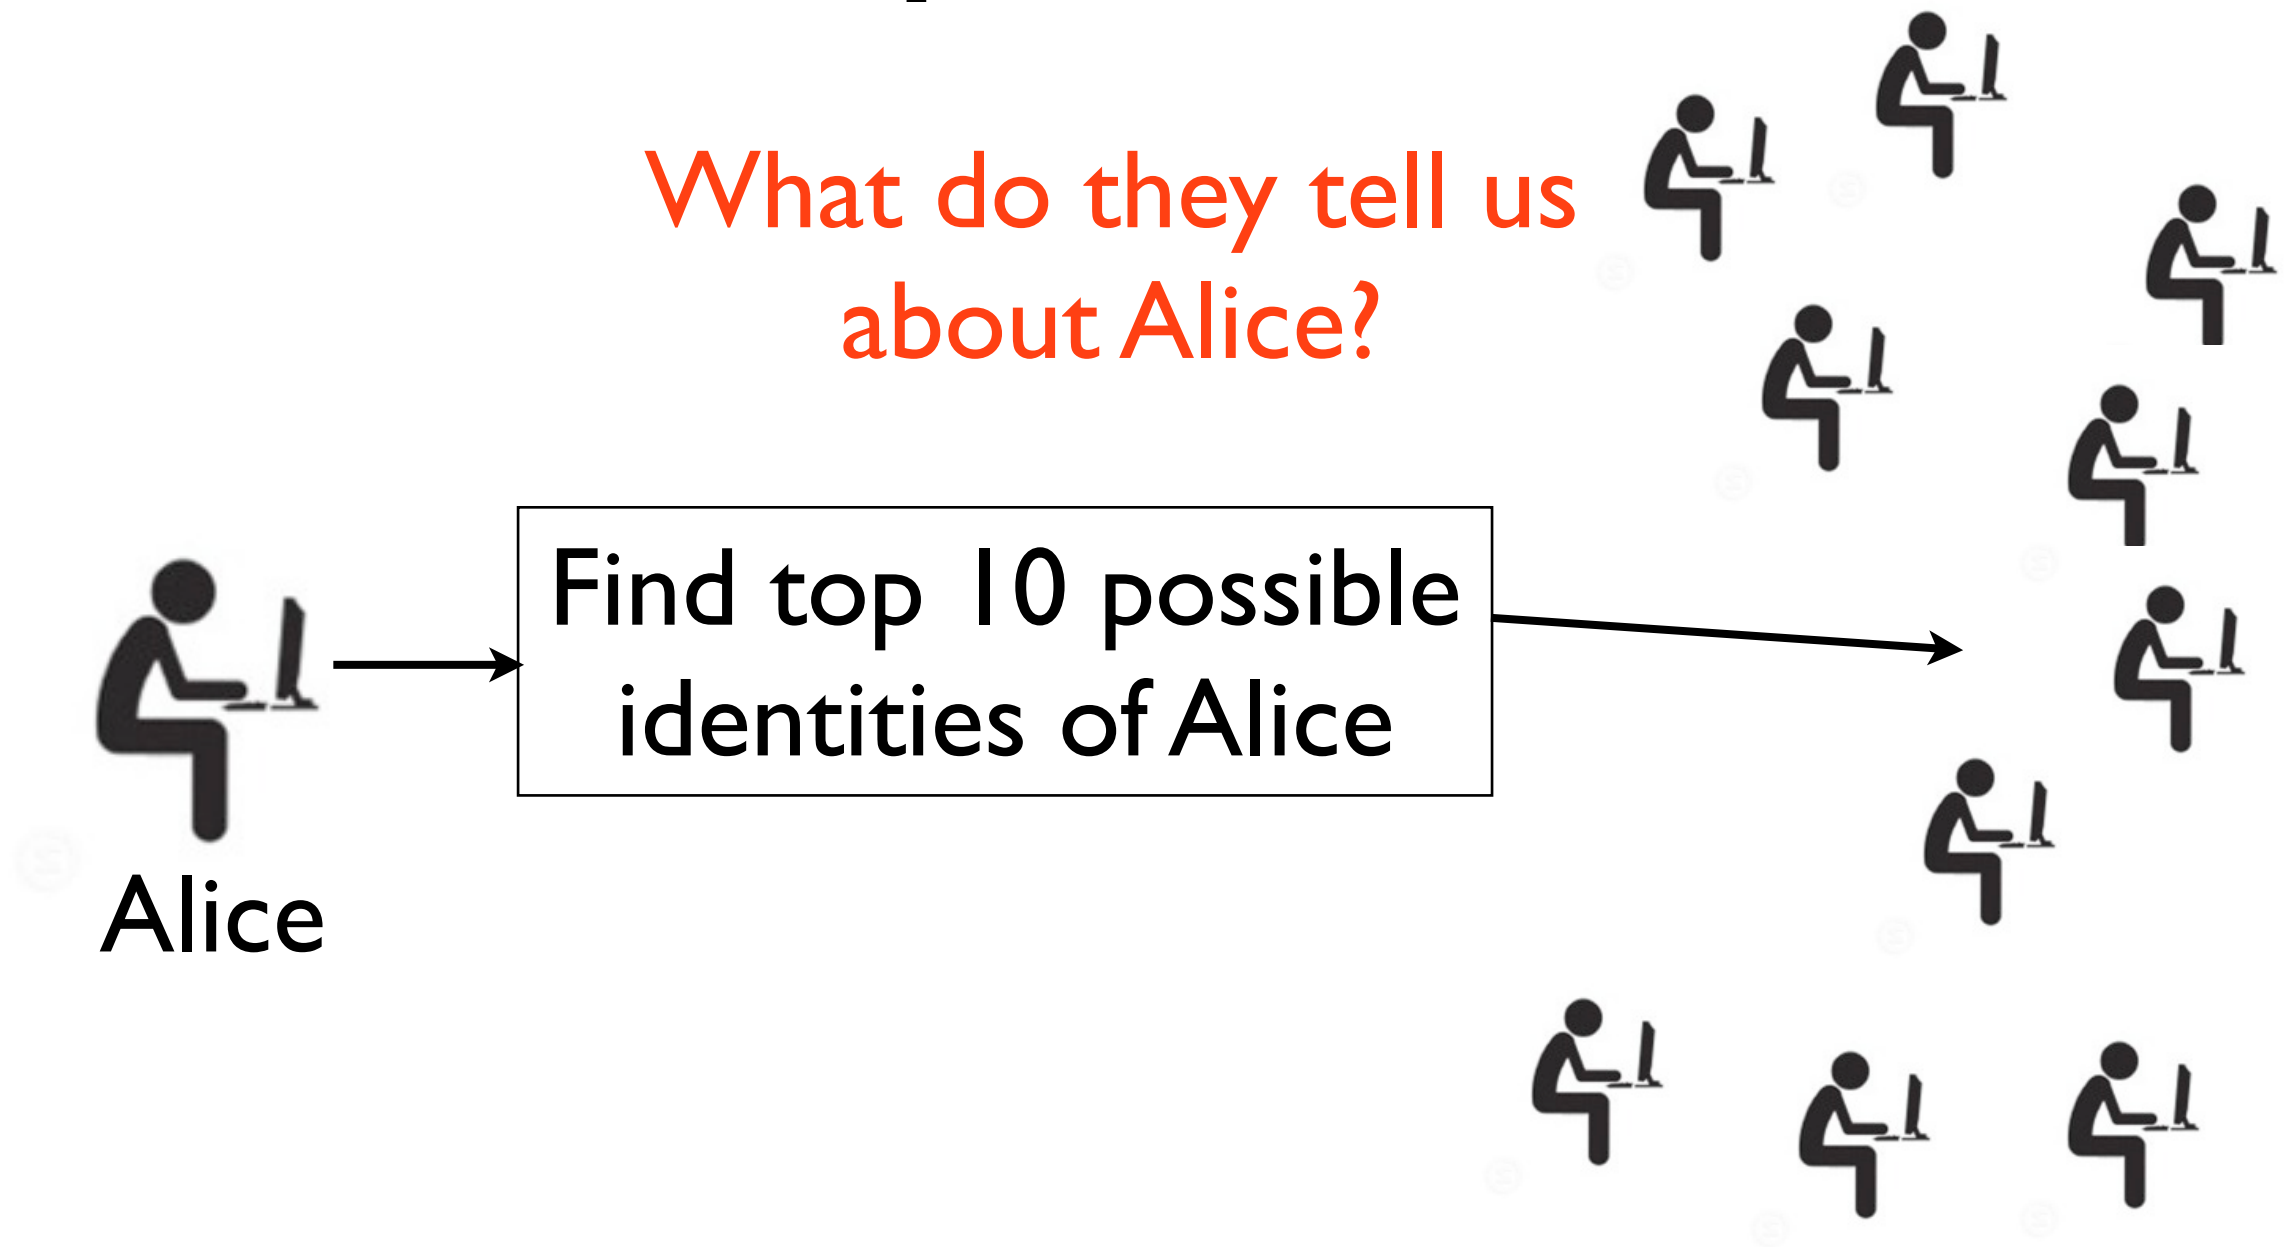 What do they tell us
about Alice?
Find top 10 possible
identities of Alice
Alice